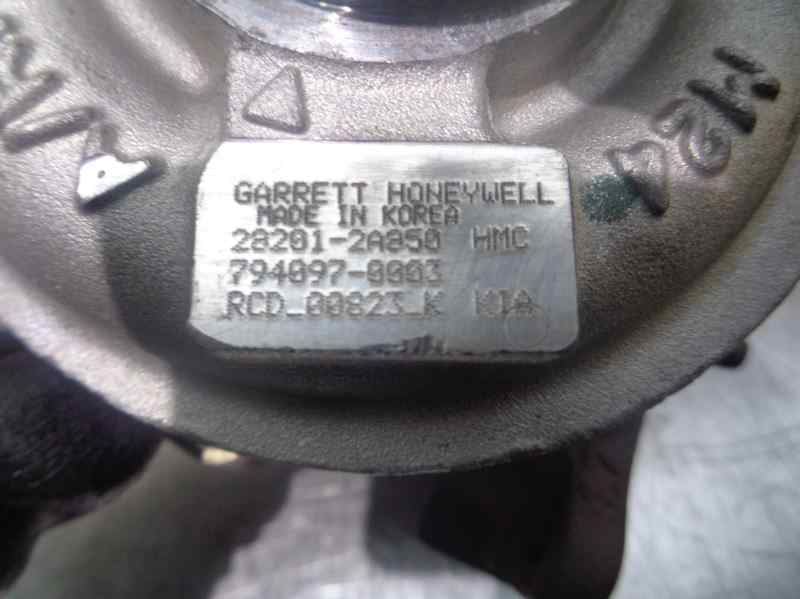 GARRETT HONEYWELL
MADE IN KOREA
28201-2A850 HMC
794097-0003
RCD_00823_K KIA